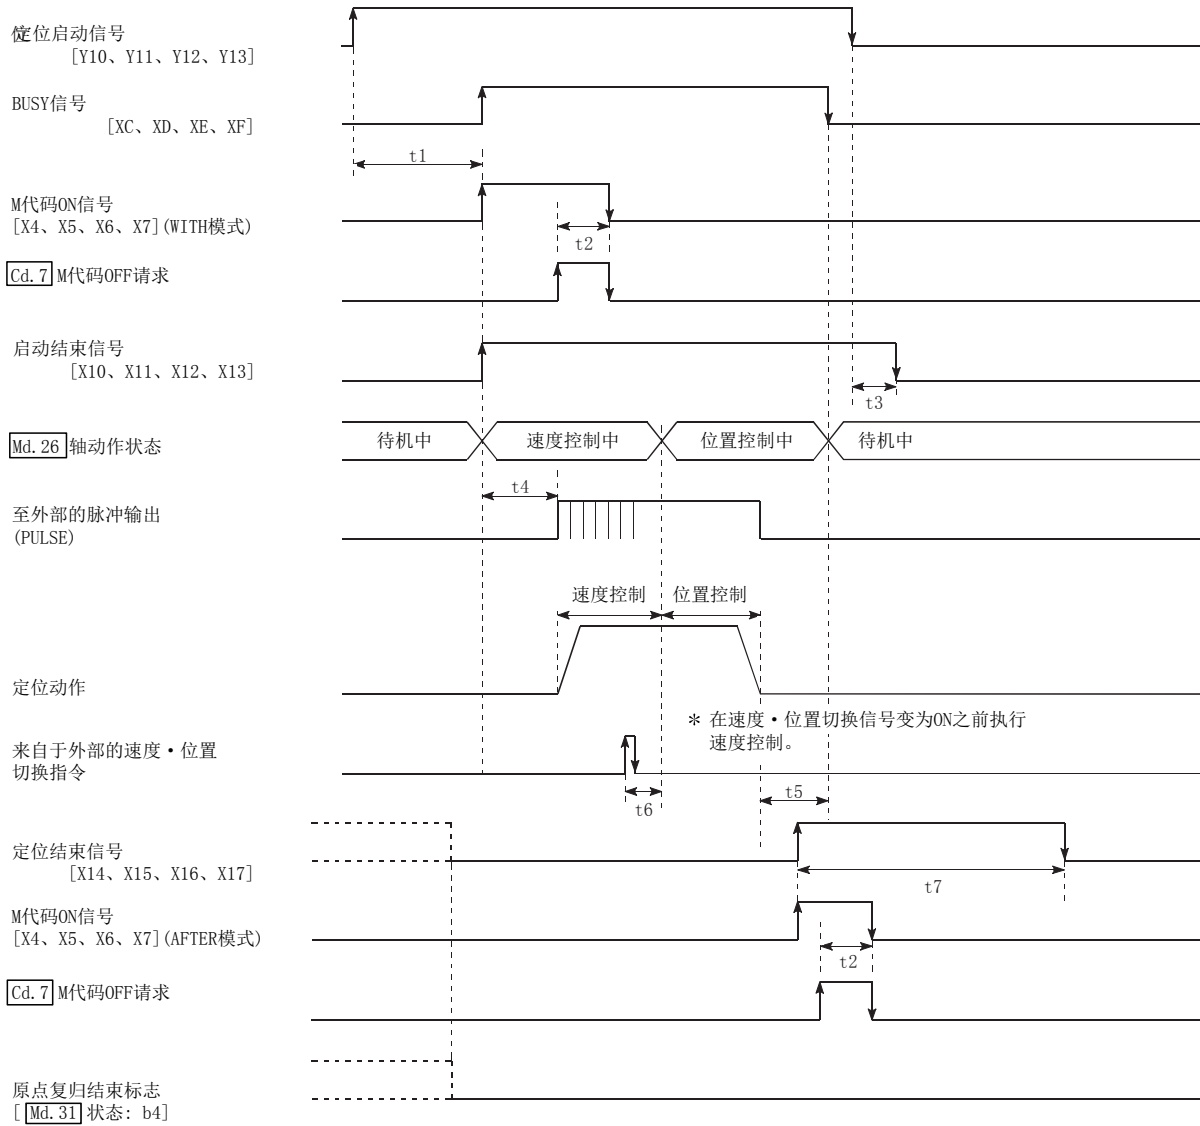 定位启动信号
[Y10、Y11、Y12、Y13]
BUSY信号
[XC、XD、XE、XF]
t1
M代码ON信号
[X4、X5、X6、X7](WITH模式)
t2
Cd.7 M代码OFF请求
启动结束信号
[X10、X11、X12、X13]
t3
Md.26 轴动作状态
待机中 速度控制中 位置控制中 待机中
t4
至外部的脉冲输出
(PULSE)
速度控制 位置控制
定位动作
* 在速度·位置切换信号变为ON之前执行
速度控制。
来自于外部的速度·位置
切换指令
t6
t5
定位结束信号
[X14、X15、X16、X17]
t7
M代码ON信号
[X4、X5、X6、X7](AFTER模式)
t2
Cd.7 M代码OFF请求
原点复归结束标志
[ Md.31 状态: b4]